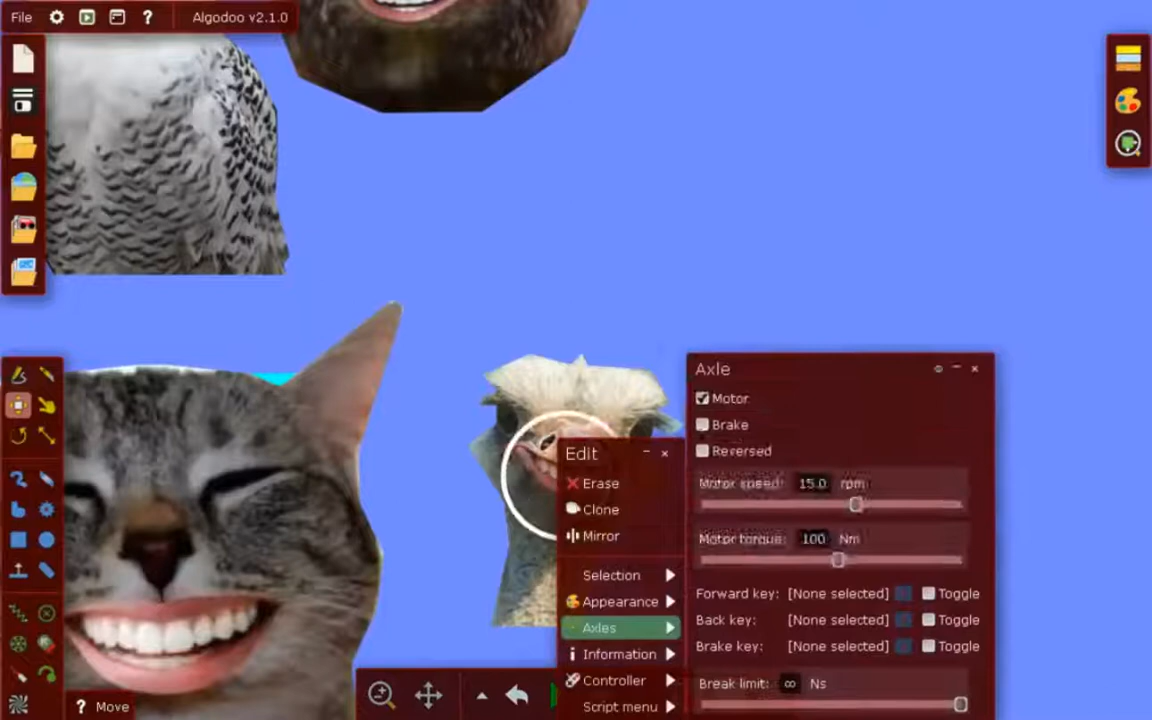 File ? Algodoo v2.1.0
Axle
Motor
Brake
Reversed
Motor speed: 15.0 rpm
Motor torque: 100 Nm
Forward key: [None selected] Toggle
Back key: [None selected] Toggle
Brake key: [None selected] Toggle
Break limit: ∞ Ns
Edit
Erase
Clone
Mirror
Selection
Appearance
Axles
Information
Controller
Script menu
? Move